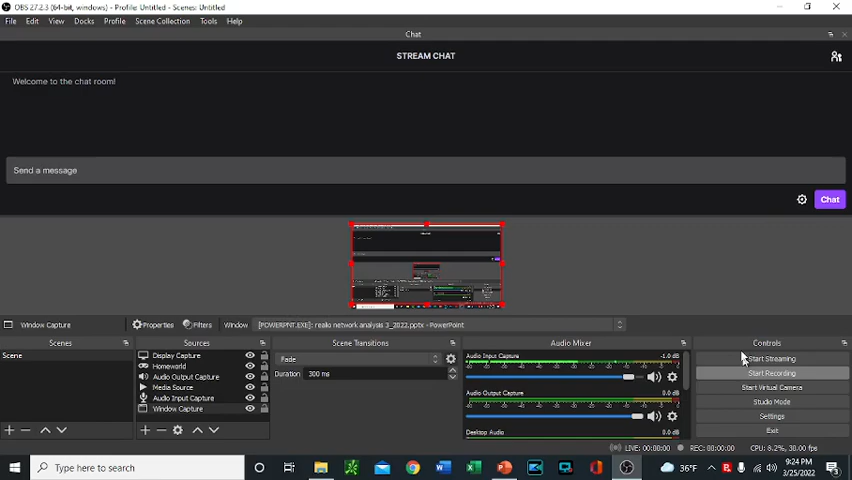 OBS 27.2.3 (64-bit, windows) - Profile: Untitled - Scenes: Untitled
File Edit View Docks Profile Scene Collection Tools Help
Chat
STREAM CHAT
Welcome to the chat room!
Send a message
Chat
Window Capture Properties Filters Window [POWERPNT.EXE]: realio network analysis 3_2022.pptx - PowerPoint
Scenes Sources Scene Transitions Audio Mixer Controls
Scene
Display Capture
Homeworld
Audio Output Capture
Media Source
Audio Input Capture
Window Capture
Fade
Duration 300 ms
Audio Input Capture -1.0 dB
Audio Output Capture 0.0 dB
Desktop Audio 0.0 dB
Start Streaming
Start Recording
Start Virtual Camera
Studio Mode
Settings
Exit
LIVE: 00:00:00 REC: 00:00:00 CPU: 8.2%, 30.00 fps
Type here to search
36°F
9:24 PM
3/25/2022
3